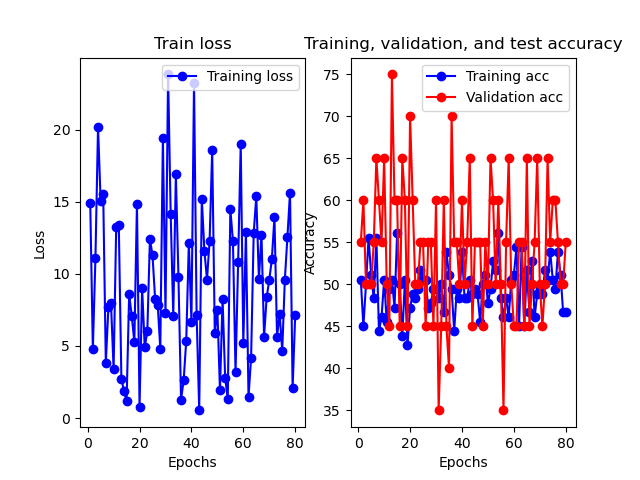 Train loss
Training loss
Loss
0
5
10
15
20
0
20
40
60
80
Epochs
Training, validation, and test accuracy
Training acc
Validation acc
Accuracy
75
70
65
60
55
50
45
40
35
0
20
40
60
80
Epochs